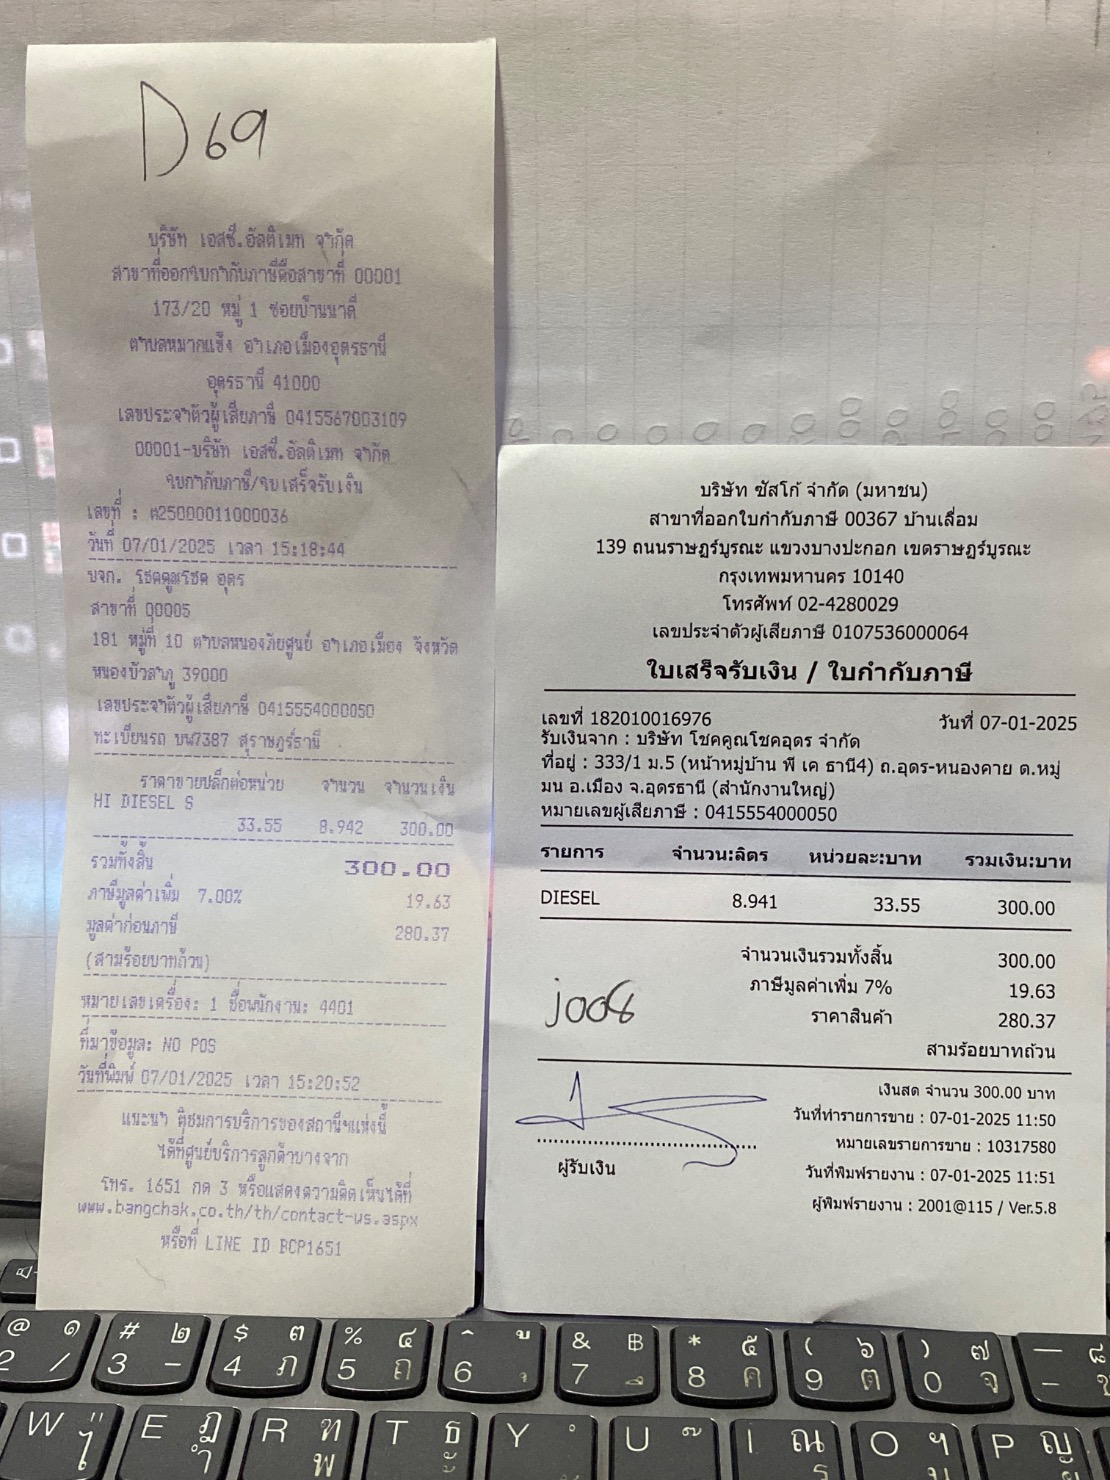 D69
บริษัท เอสซี.อัลติเมท จำกัด
สาขาที่ออกใบกำกับภาษีคือสาขาที่ 00001
173/20 หมู่ 1 ซอยบ้านนาดี
ตำบลหมากแข้ง อำเภอเมืองอุดรธานี
อุดรธานี 41000
เลขประจำตัวผู้เสียภาษี 0415567003109
00001-บริษัท เอสซี.อัลติเมท จำกัด
ใบกำกับภาษี/ใบเสร็จรับเงิน
เลขที่ : #25000011000036
วันที่ 07/01/2025 เวลา 15:18:44
บจก. โชคคูณโชค อุดร
สาขาที่ 00005
181 หมู่ที่ 10 ตำบลหนองภัยศูนย์ อำเภอเมือง จังหวัด
หนองบัวลำภู 39000
เลขประจำตัวผู้เสียภาษี 0415554000050
ทะเบียนรถ บพ7387 สุราษฎร์ธานี
ราคาขายปลีกต่อหน่วย จำนวน จำนวนเงิน
HI DIESEL S
33.55 8.942 300.00
รวมทั้งสิ้น 300.00
ภาษีมูลค่าเพิ่ม 7.00% 19.63
มูลค่าก่อนภาษี 280.37
(สามร้อยบาทถ้วน)
หมายเลขเครื่อง: 1 ชื่อพนักงาน: 4401
ที่มาข้อมูล: NO POS
วันที่พิมพ์ 07/01/2025 เวลา 15:20:52
แนะนำ ติชมการบริการของสถานีฯแห่งนี้
ได้ที่ศูนย์บริการลูกค้าบางจาก
โทร. 1651 กด 3 หรือแสดงความคิดเห็นได้ที่
www.bangchak.co.th/th/contact-us.aspx
หรือที่ LINE ID BCP1651
บริษัท ซัสโก้ จำกัด (มหาชน)
สาขาที่ออกใบกำกับภาษี 00367 บ้านเลื่อม
139 ถนนราษฎร์บูรณะ แขวงบางปะกอก เขตราษฎร์บูรณะ
กรุงเทพมหานคร 10140
โทรศัพท์ 02-4280029
เลขประจำตัวผู้เสียภาษี 0107536000064
ใบเสร็จรับเงิน / ใบกำกับภาษี
เลขที่ 182010016976 วันที่ 07-01-2025
รับเงินจาก : บริษัท โชคคูณโชคอุดร จำกัด
ที่อยู่ : 333/1 ม.5 (หน้าหมู่บ้าน พี เค ธานี4) ถ.อุดร-หนองคาย ต.หมู่
มน อ.เมือง จ.อุดรธานี (สำนักงานใหญ่)
หมายเลขผู้เสียภาษี : 0415554000050
รายการ จำนวน:ลิตร หน่วยละ:บาท รวมเงิน:บาท
DIESEL 8.941 33.55 300.00
จำนวนเงินรวมทั้งสิ้น 300.00
ภาษีมูลค่าเพิ่ม 7% 19.63
ราคาสินค้า 280.37
สามร้อยบาทถ้วน
เงินสด จำนวน 300.00 บาท
วันที่ทำรายการขาย : 07-01-2025 11:50
หมายเลขรายการขาย : 10317580
ผู้รับเงิน
วันที่พิมพ์รายงาน : 07-01-2025 11:51
ผู้พิมพ์รายงาน : 2001@115 / Ver.5.8
@ ๑ # ๒ $ ๓ % ๔ ^ ู & ฿ * ๕ ( ๖ ) ๗ _ ๘
2 / 3 - 4 ภ 5 ถ 6 ุ 7 ึ 8 ค 9 ต 0 จ - ข
W " E ฎ R ฑ T ธ Y ํ U ๊ I ณ O ฯ P ญ
ไ ำ พ ะ ร น